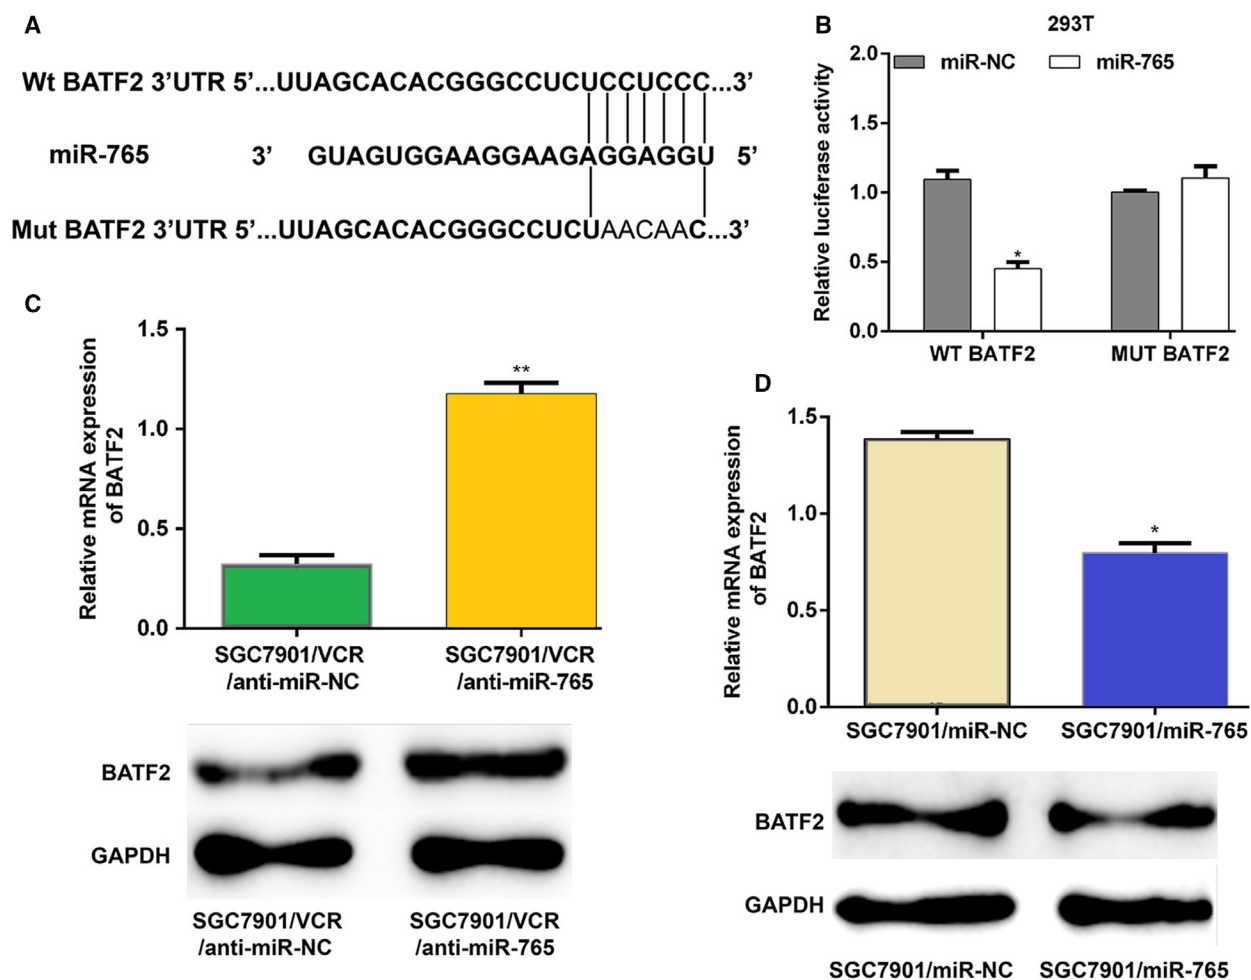 A
Wt BATF2 3’UTR 5’...UUAGCACACGGGCCUCUCCUCCC...3’
miR-765 3’ GUAGUGGAAGGAAGAGGAGGU 5’
Mut BATF2 3’UTR 5’...UUAGCACACGGGCCUCUAACAAC...3’
B
293T
miR-NC miR-765
Relative luciferase activity
2.0
1.5
1.0
0.5
0.0
*
WT BATF2 MUT BATF2
C
Relative mRNA expression
of BATF2
1.5
1.0
0.5
0.0
**
SGC7901/VCR
/anti-miR-NC
SGC7901/VCR
/anti-miR-765
BATF2
GAPDH
SGC7901/VCR
/anti-miR-NC
SGC7901/VCR
/anti-miR-765
D
Relative mRNA expression
of BATF2
1.5
1.0
0.5
0.0
*
SGC7901/miR-NC SGC7901/miR-765
BATF2
GAPDH
SGC7901/miR-NC SGC7901/miR-765